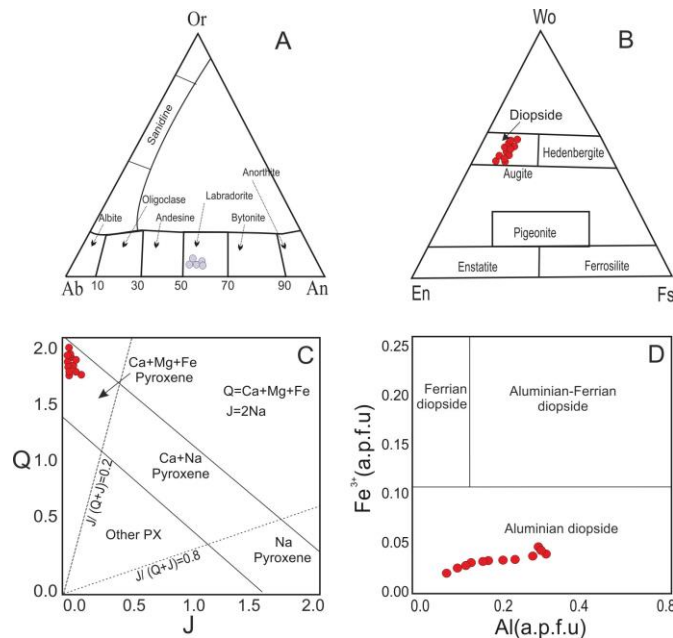 Or
A
Sanidine
Anorthite
Labradorite
Oligoclase
Albite
Andesine
Bytonite
Ab
10
30
50
70
90
An
Wo
B
Diopside
Hedenbergite
Augite
Pigeonite
Enstatite
Ferrosilite
En
Fs
C
2.0
1.5
1.0
0.5
0.0
Q
Ca+Mg+Fe
Pyroxene
Q=Ca+Mg+Fe
J=2Na
Ca+Na
Pyroxene
J/ (Q+J)=0.2
Other PX
J/ (Q+J)=0.8
Na
Pyroxene
0.0
0.5
1.0
1.5
2.0
J
D
0.25
0.20
0.15
0.10
0.05
0.00
Fe³⁺(a.p.f.u)
Ferrian
diopside
Aluminian-Ferrian
diopside
Aluminian diopside
0.0
0.2
0.6
0.8
Al(a.p.f.u)